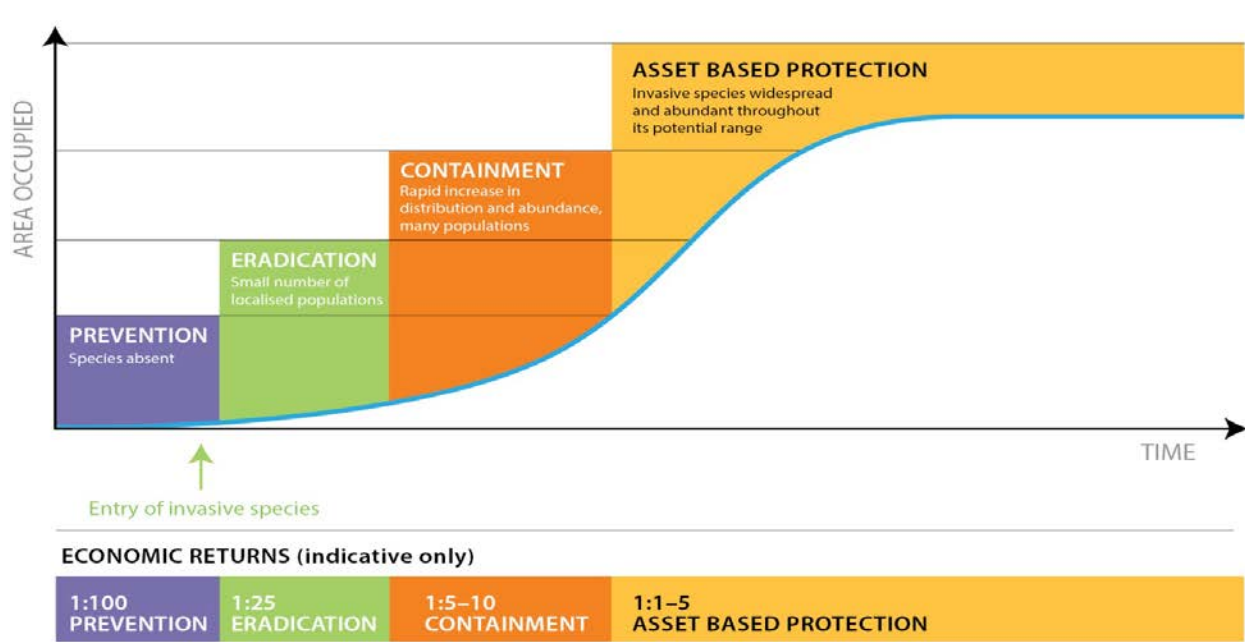 AREA OCCUPIED
ASSET BASED PROTECTION
Invasive species widespread
and abundant throughout
its potential range
CONTAINMENT
Rapid increase in
distribution and abundance,
many populations
ERADICATION
Small number of
localised populations
PREVENTION
Species absent
TIME
Entry of invasive species
ECONOMIC RETURNS (indicative only)
1:100
PREVENTION
1:25
ERADICATION
1:5–10
CONTAINMENT
1:1–5
ASSET BASED PROTECTION